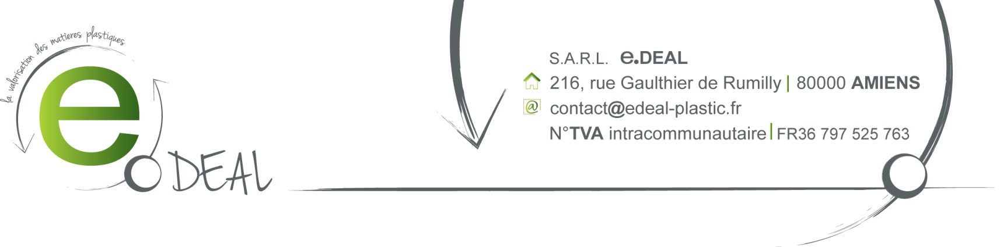 la valorisation des matieres plastiques
e
DEAL
S.A.R.L. e.DEAL
216, rue Gaulthier de Rumilly | 80000 AMIENS
@ contact@edeal-plastic.fr
N°TVA intracommunautaire | FR36 797 525 763